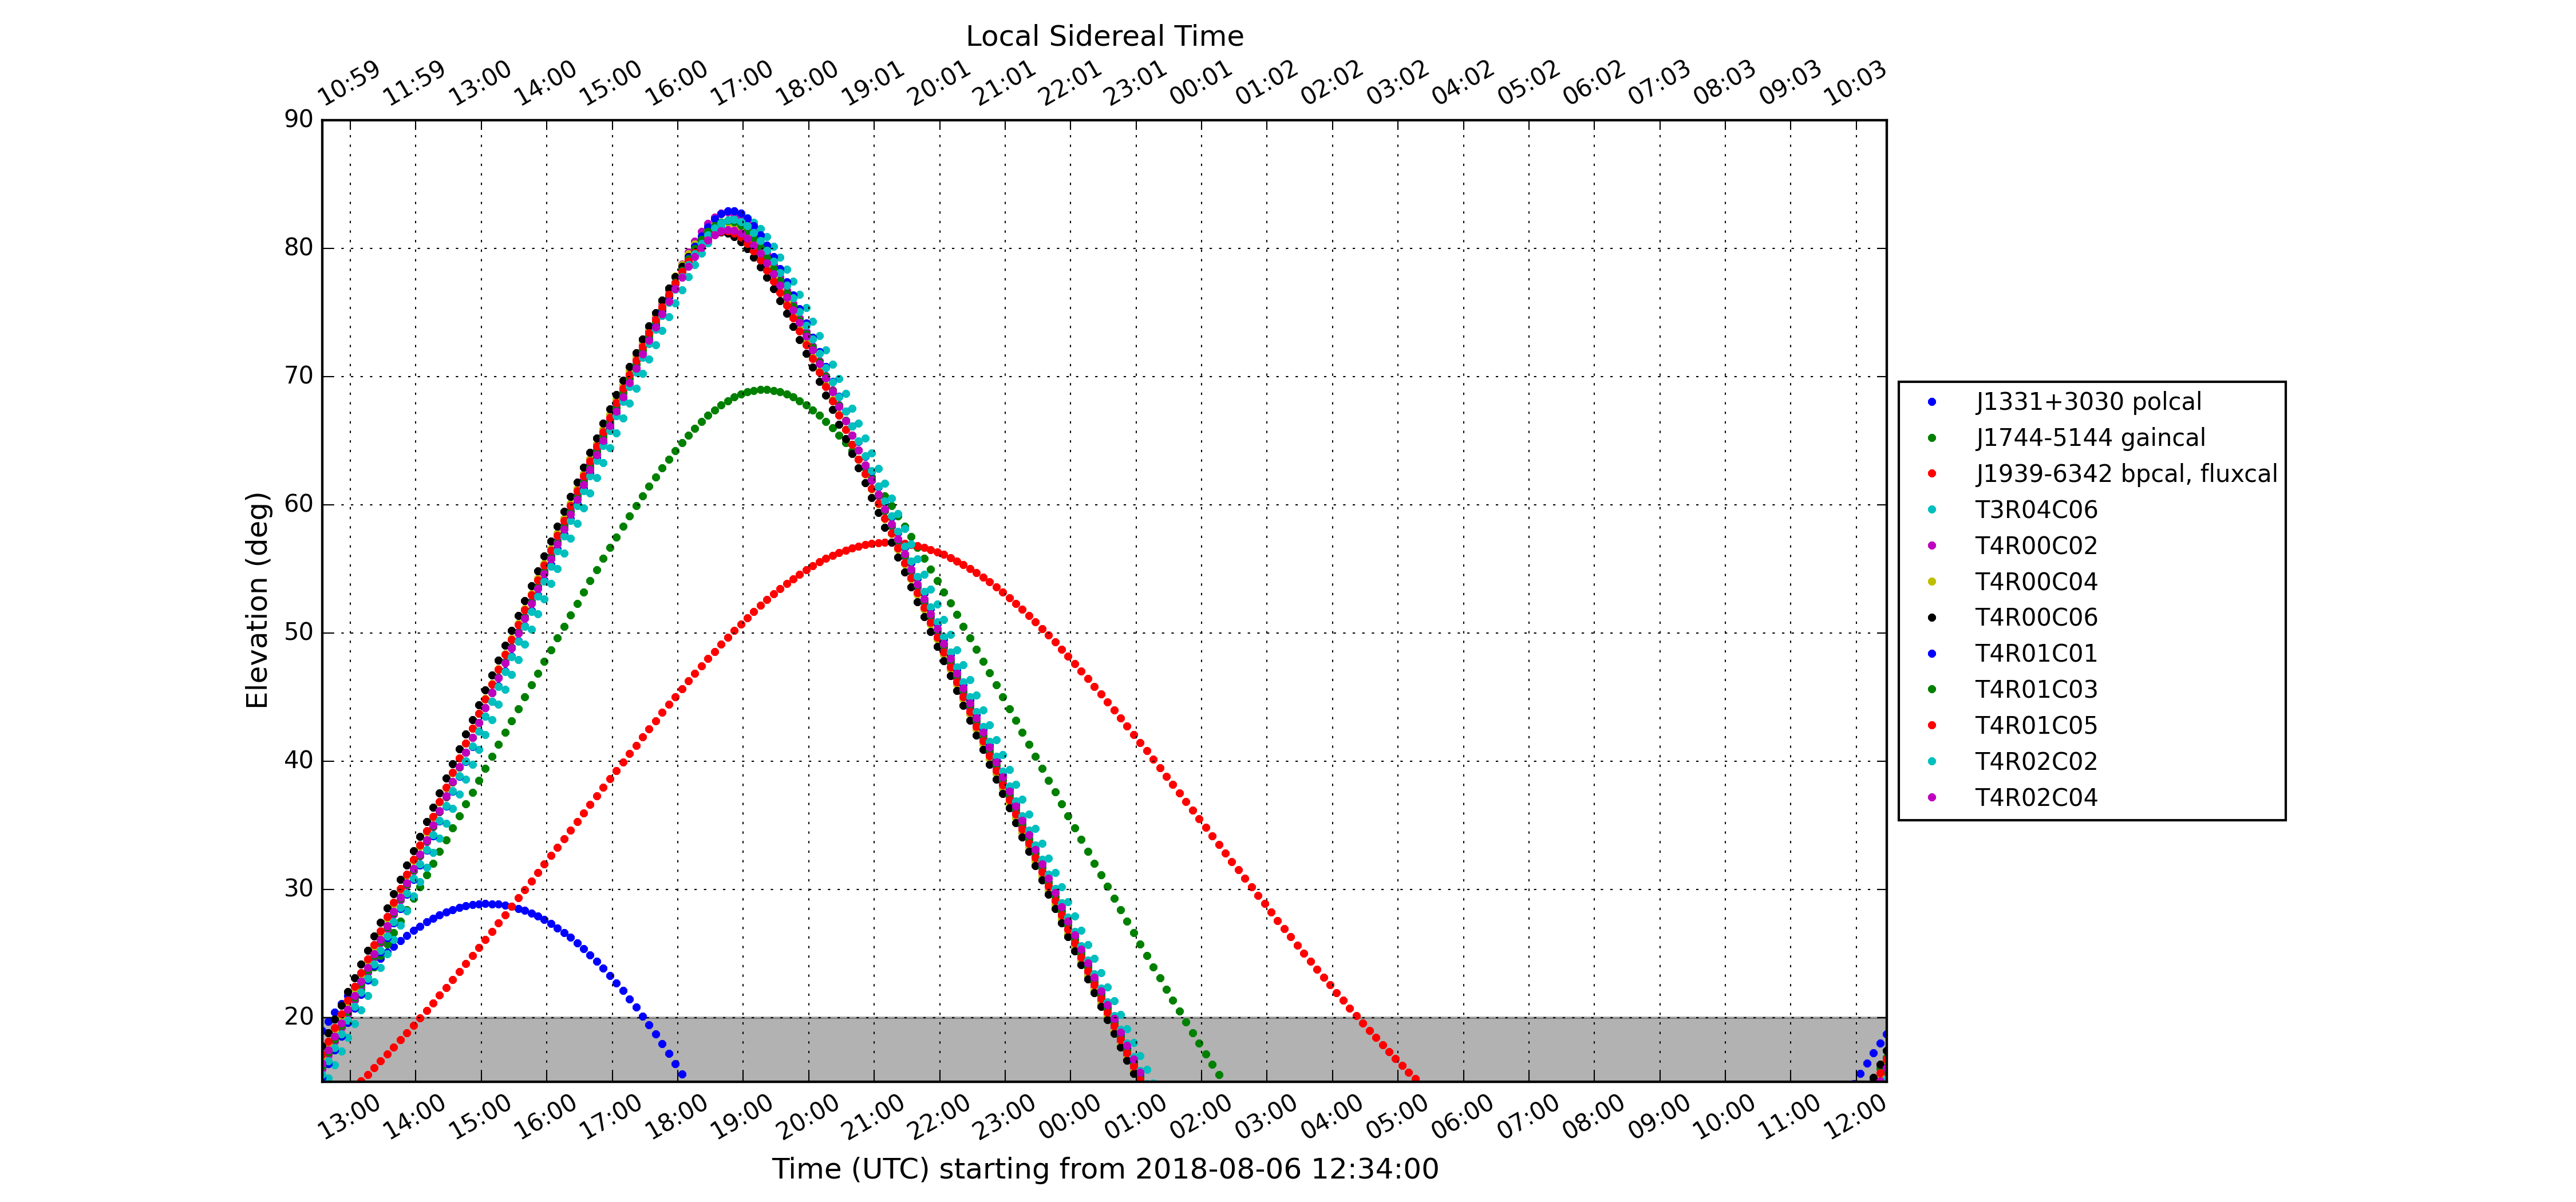 Local Sidereal Time
10:59 11:59 13:00 14:00 15:00 16:00 17:00 18:00 19:01 20:01 21:01 22:01 23:01 00:01 01:02 02:02 03:02 04:02 05:02 06:02 07:03 08:03 09:03 10:03
90
80
70
60
50
40
30
20
Elevation (deg)
13:00 14:00 15:00 16:00 17:00 18:00 19:00 20:00 21:00 22:00 23:00 00:00 01:00 02:00 03:00 04:00 05:00 06:00 07:00 08:00 09:00 10:00 11:00 12:00
Time (UTC) starting from 2018-08-06 12:34:00
J1331+3030 polcal
J1744-5144 gaincal
J1939-6342 bpcal, fluxcal
T3R04C06
T4R00C02
T4R00C04
T4R00C06
T4R01C01
T4R01C03
T4R01C05
T4R02C02
T4R02C04